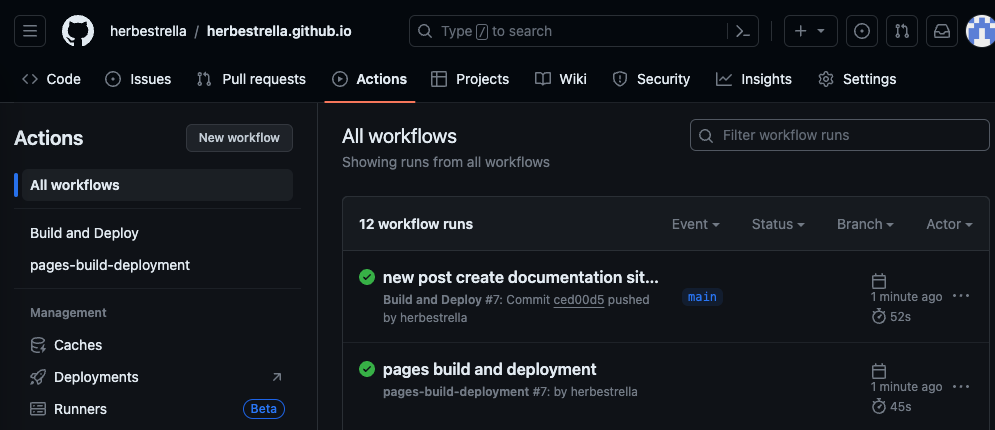 herbestrella / herbestrella.github.io
Type / to search
Code
Issues
Pull requests
Actions
Projects
Wiki
Security
Insights
Settings
Actions
New workflow
All workflows
Build and Deploy
pages-build-deployment
Management
Caches
Deployments
Runners
Beta
All workflows
Showing runs from all workflows
Filter workflow runs
12 workflow runs
Event
Status
Branch
Actor
new post create documentation sit...
Build and Deploy #7: Commit ced00d5 pushed
by herbestrella
main
1 minute ago
52s
pages build and deployment
pages-build-deployment #7: by herbestrella
1 minute ago
45s